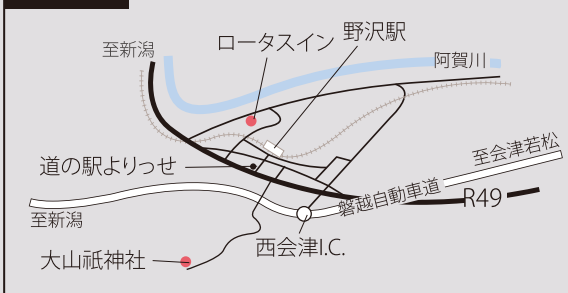 野沢駅
ロータスイン
至新潟
阿賀川
至会津若松
道の駅よりっせ
磐越自動車道
R49
至新潟
西会津I.C.
大山祇神社